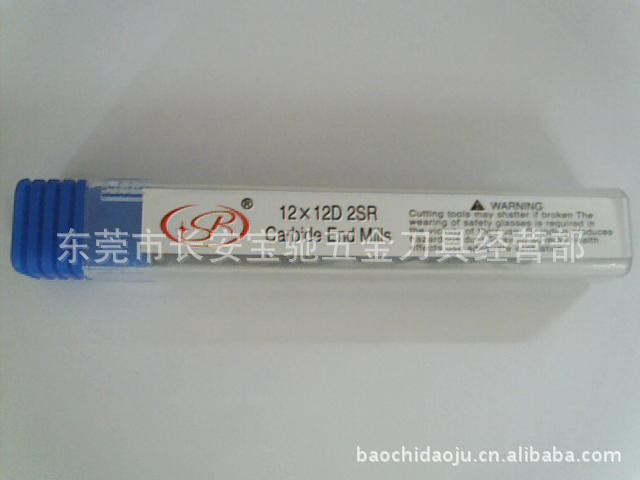 SR®
12×12D 2SR
Carbide End Mills
⚠ WARNING
Cutting tools may shatter if broken The
wearing of safety glasses is required in
东莞市长安宝驰五金刀具经营部
baochidaoju.cn.alibaba.com